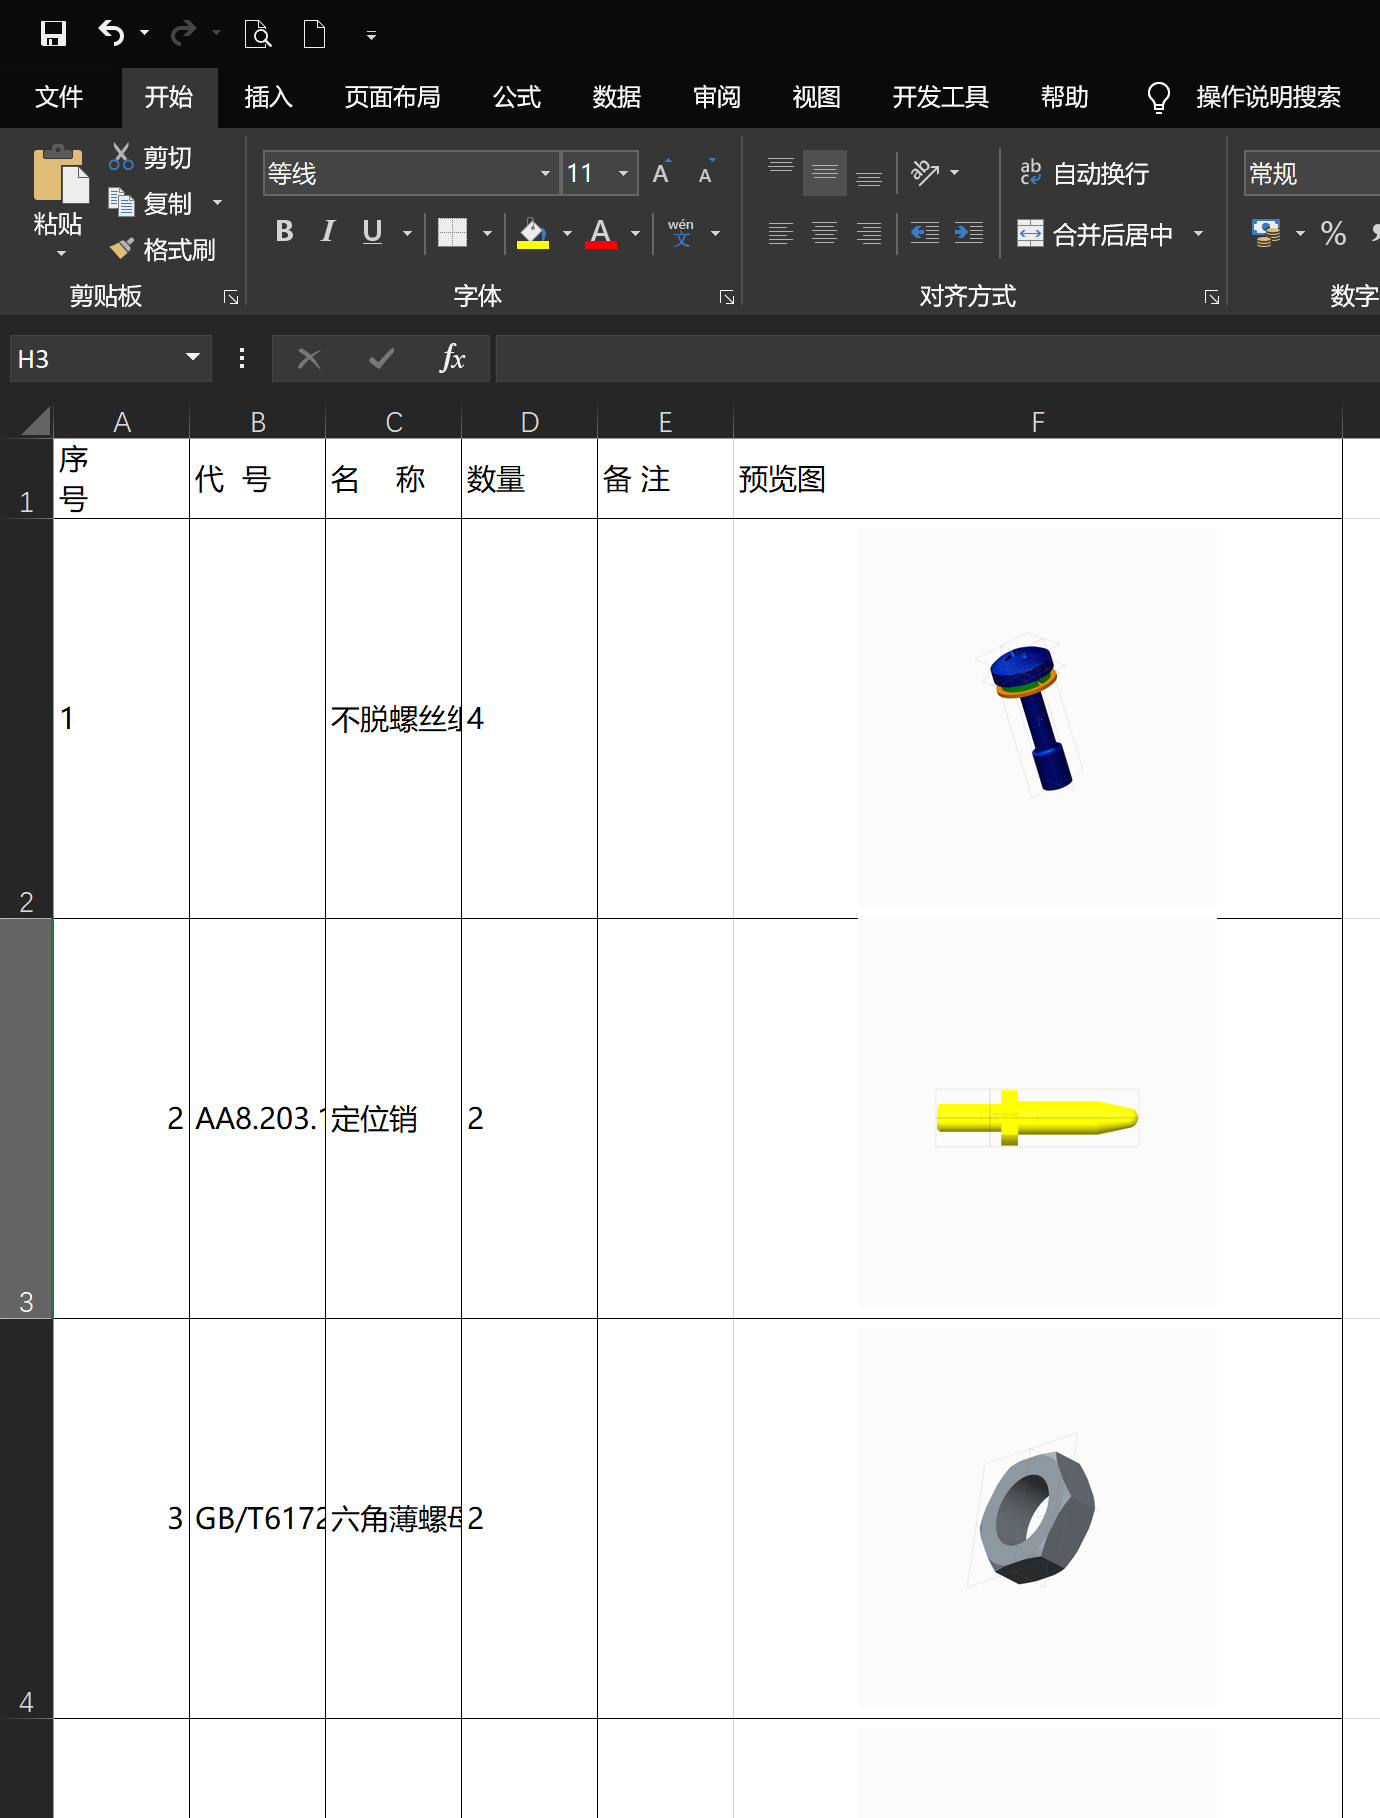 文件 开始 插入 页面布局 公式 数据 审阅 视图 开发工具 帮助 操作说明搜索
粘贴
剪切
复制
格式刷
剪贴板
等线 11 A A
B I U A wén 文
字体
ab 自动换行
合并后居中
对齐方式
常规
%
数字
H3 fx
A B C D E F
1 序号 代 号 名 称 数量 备 注 预览图
2 1 不脱螺丝 4
3 2 AA8.203. 定位销 2
4 3 GB/T6172 六角薄螺母 2